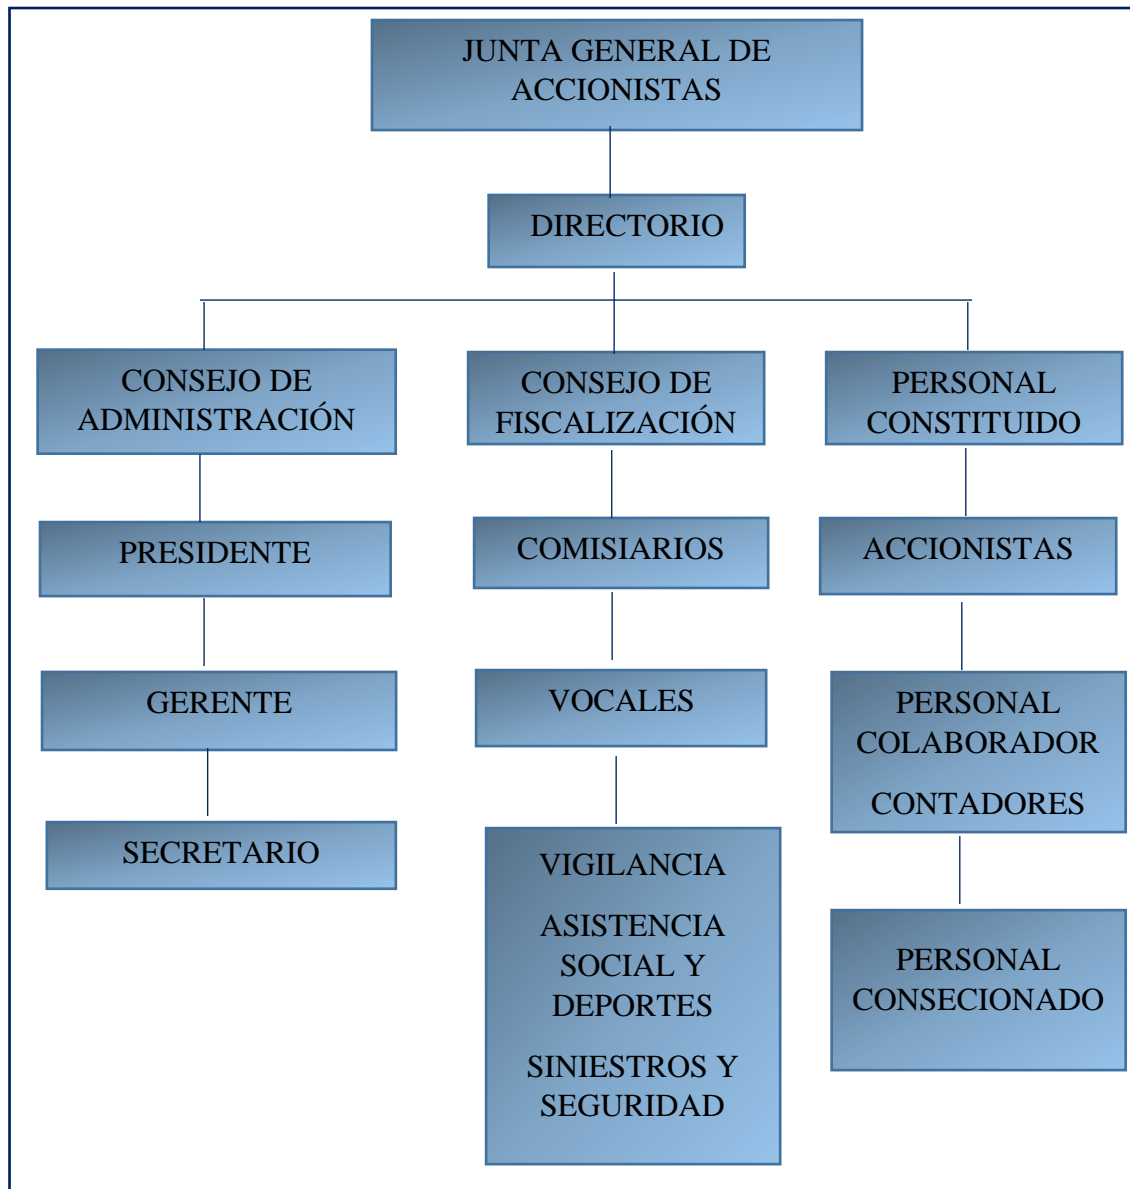 JUNTA GENERAL DE
ACCIONISTAS
DIRECTORIO
CONSEJO DE
ADMINISTRACIÓN
PRESIDENTE
GERENTE
SECRETARIO
CONSEJO DE
FISCALIZACIÓN
COMISIARIOS
VOCALES
VIGILANCIA
ASISTENCIA
SOCIAL Y
DEPORTES
SINIESTROS Y
SEGURIDAD
PERSONAL
CONSTITUIDO
ACCIONISTAS
PERSONAL
COLABORADOR
CONTADORES
PERSONAL
CONSECIONADO